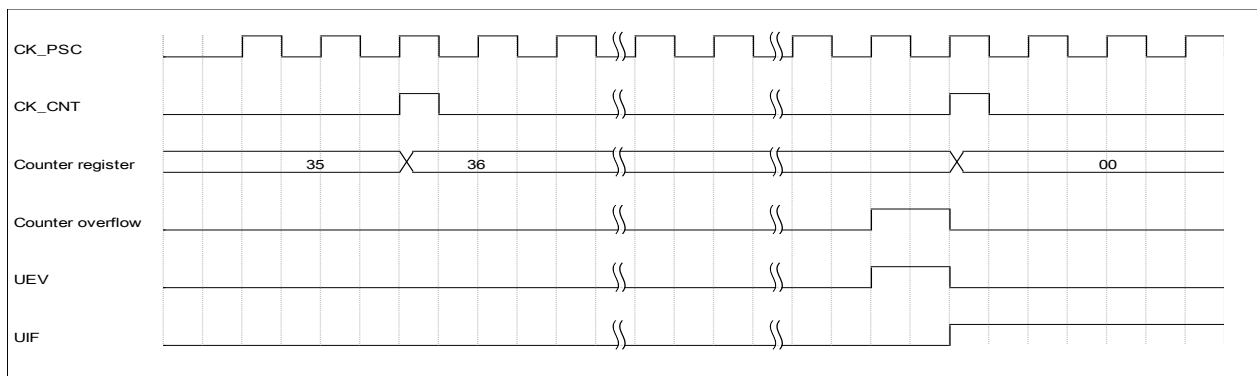 CK_PSC
CK_CNT
Counter register 35 36 00
Counter overflow
UEV
UIF